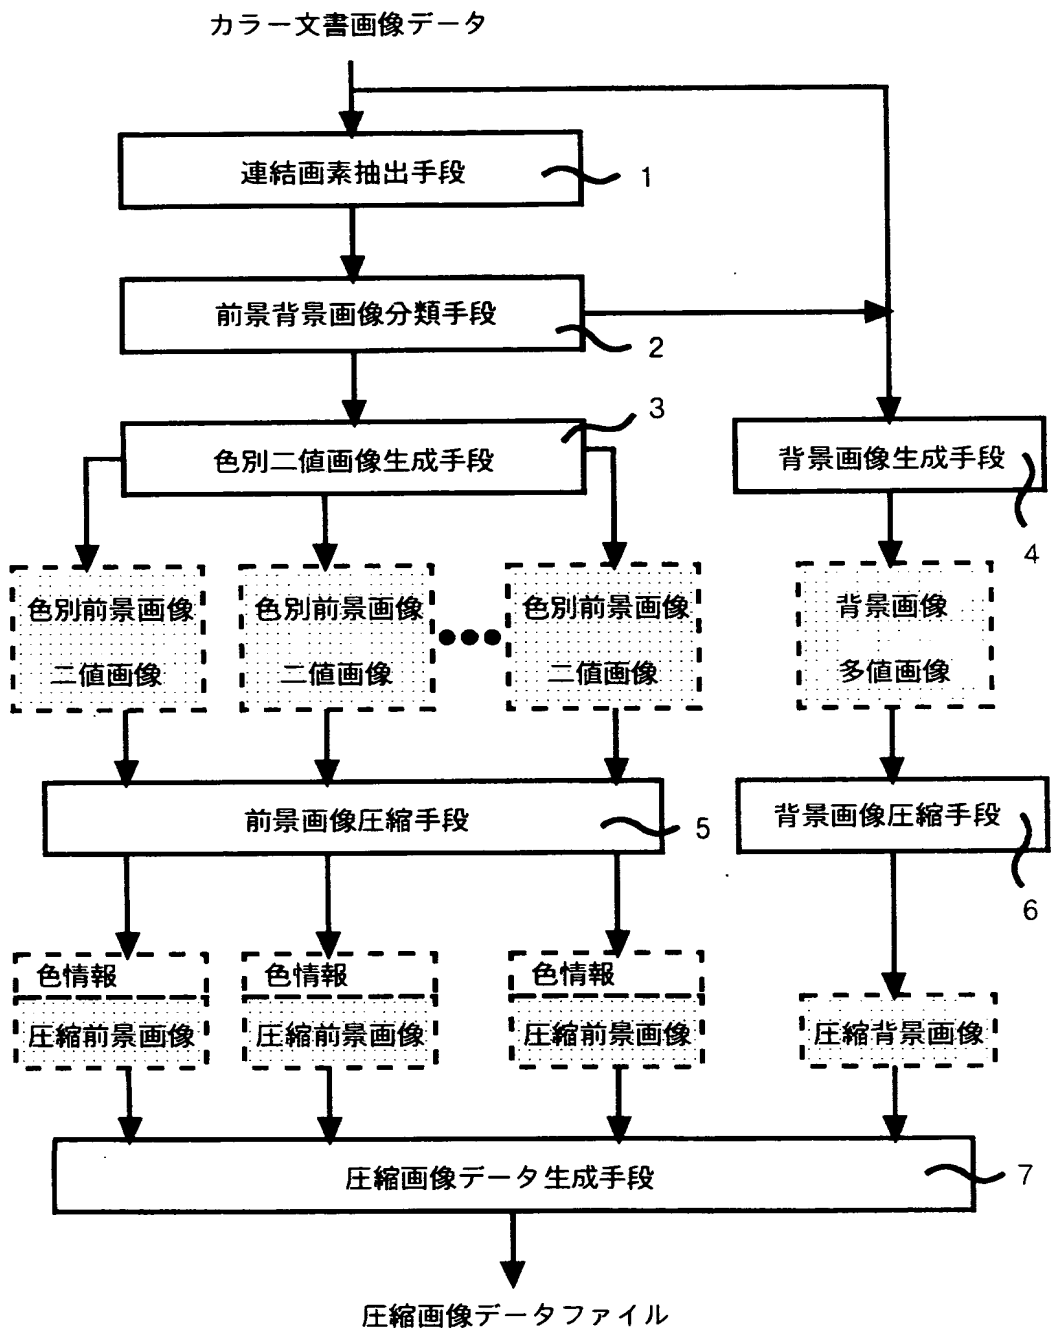 カラー文書画像データ
連結画素抽出手段
1
前景背景画像分類手段
2
色別二値画像生成手段
3
背景画像生成手段
4
色別前景画像
二値画像
色別前景画像
二値画像
色別前景画像
二値画像
背景画像
多値画像
前景画像圧縮手段
5
背景画像圧縮手段
6
色情報
圧縮前景画像
色情報
圧縮前景画像
色情報
圧縮前景画像
圧縮背景画像
圧縮画像データ生成手段
7
圧縮画像データファイル